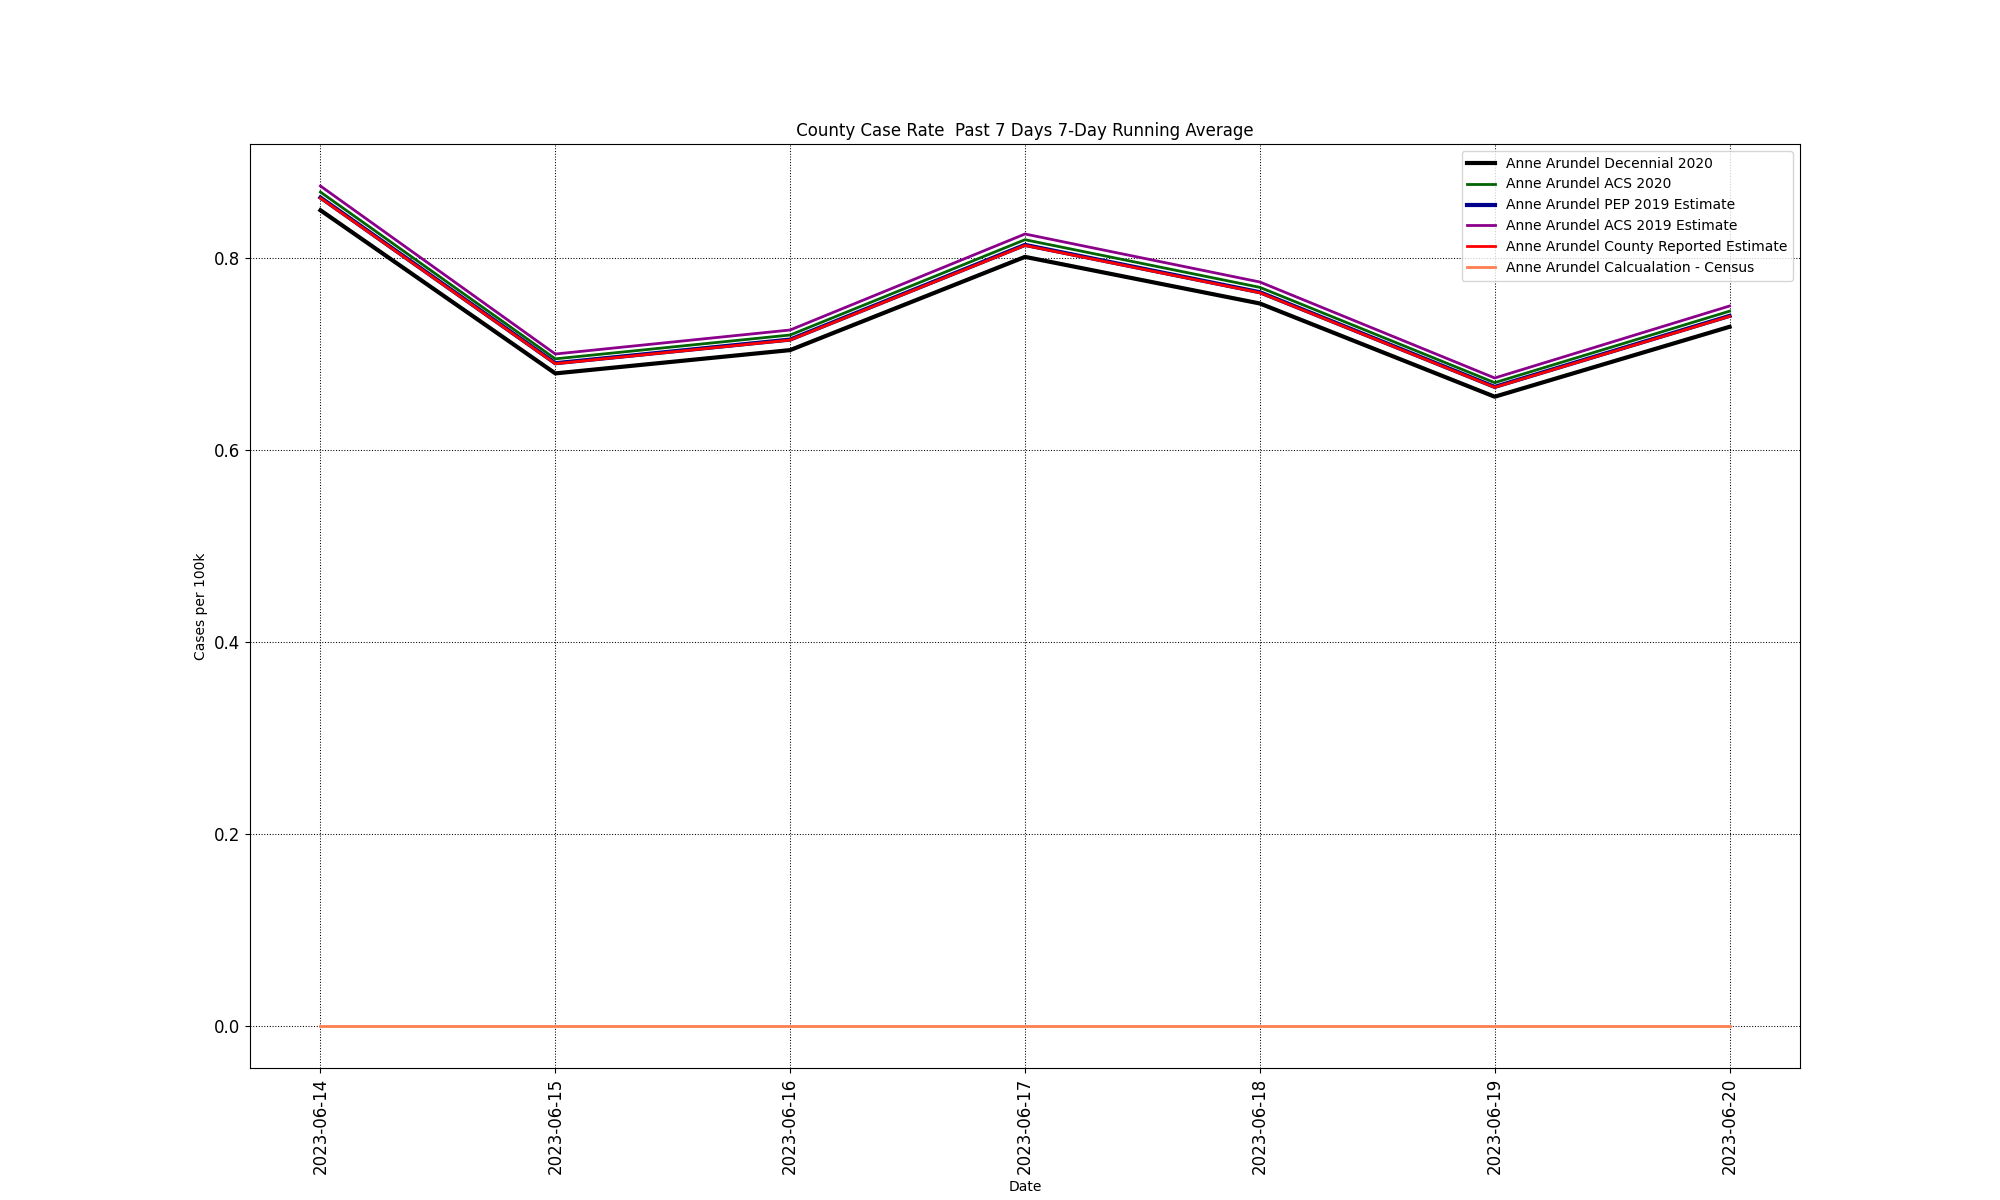 County Case Rate  Past 7 Days 7-Day Running Average
Anne Arundel Decennial 2020
Anne Arundel ACS 2020
Anne Arundel PEP 2019 Estimate
Anne Arundel ACS 2019 Estimate
Anne Arundel County Reported Estimate
Anne Arundel Calcualation - Census
Cases per 100k
0.8
0.6
0.4
0.2
0.0
2023-06-14
2023-06-15
2023-06-16
2023-06-17
2023-06-18
2023-06-19
2023-06-20
Date